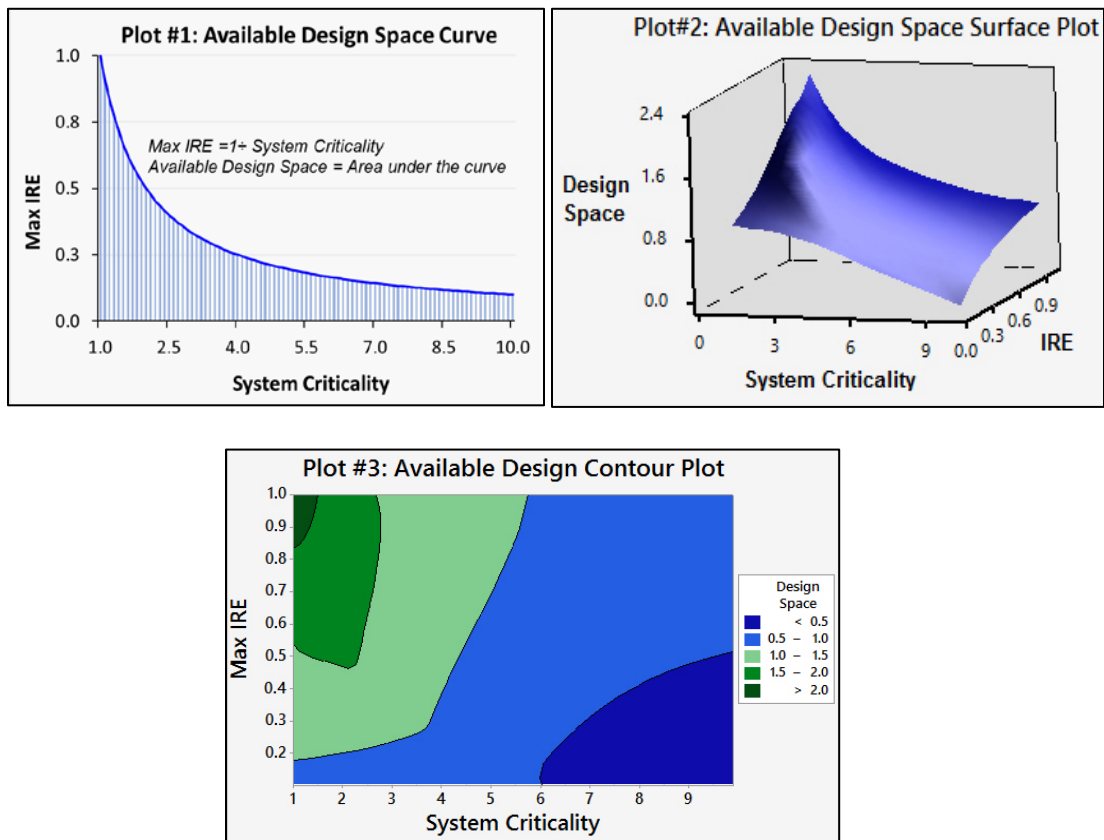 Plot #1: Available Design Space Curve
1.0
0.8
0.5
0.3
0.0
Max IRE
Max IRE =1÷ System Criticality
Available Design Space = Area under the curve
1.0 2.5 4.0 5.5 7.0 8.5 10.0
System Criticality
Plot#2: Available Design Space Surface Plot
2.4
1.6
0.8
0.0
Design
Space
0 3 6 9
0.0 0.3 0.6 0.9
IRE
System Criticality
Plot #3: Available Design Contour Plot
1.0
0.9
0.8
0.7
0.6
0.5
0.4
0.3
0.2
Max IRE
1 2 3 4 5 6 7 8 9
System Criticality
Design
Space
< 0.5
0.5 – 1.0
1.0 – 1.5
1.5 – 2.0
> 2.0